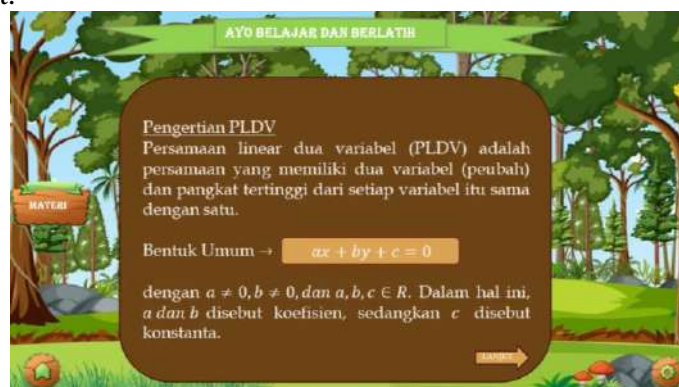 AYO BELAJAR DAN BERLATIH
Pengertian PLDV
Persamaan linear dua variabel (PLDV) adalah
persamaan yang memiliki dua variabel (peubah)
dan pangkat tertinggi dari setiap variabel itu sama
dengan satu.
MATERI
Bentuk Umum → ax + by + c = 0
dengan a ≠ 0, b ≠ 0, dan a, b, c ∈ R. Dalam hal ini,
a dan b disebut koefisien, sedangkan c disebut
konstanta.
LANJUT